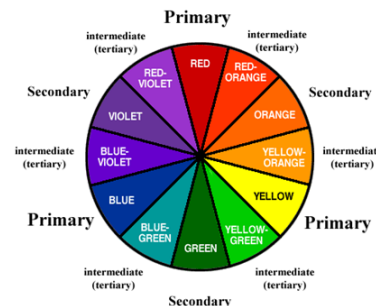 Primary
intermediate
(tertiary)
intermediate
(tertiary)
RED
RED-
VIOLET
RED-
ORANGE
Secondary
Secondary
VIOLET
ORANGE
intermediate
(tertiary)
BLUE-
VIOLET
YELLOW-
ORANGE
intermediate
(tertiary)
BLUE
YELLOW
Primary
Primary
BLUE-
GREEN
YELLOW-
GREEN
GREEN
intermediate
(tertiary)
intermediate
(tertiary)
Secondary